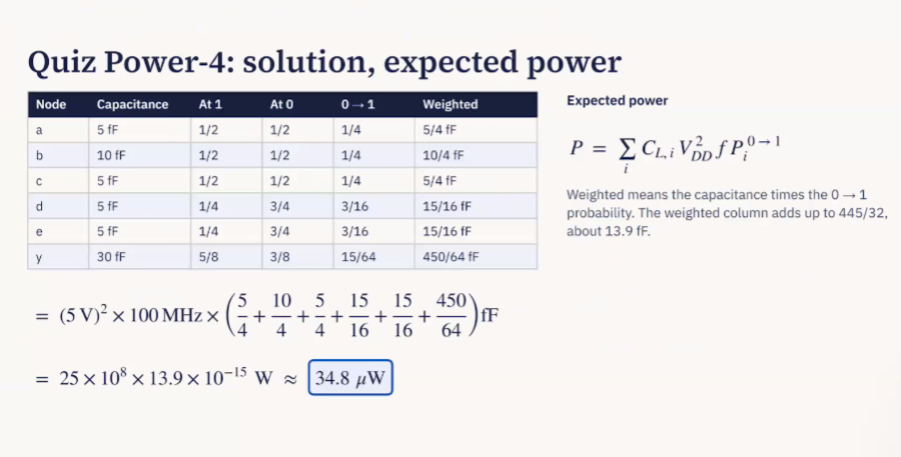 Quiz Power-4: solution, expected power
Node Capacitance At 1 At 0 0→1 Weighted
a 5 fF 1/2 1/2 1/4 5/4 fF
b 10 fF 1/2 1/2 1/4 10/4 fF
c 5 fF 1/2 1/2 1/4 5/4 fF
d 5 fF 1/4 3/4 3/16 15/16 fF
e 5 fF 1/4 3/4 3/16 15/16 fF
y 30 fF 5/8 3/8 15/64 450/64 fF
Expected power
P = ∑_i C_{L,i} V_{DD}^2 f P_i^{0→1}
Weighted means the capacitance times the 0 → 1
probability. The weighted column adds up to 445/32,
about 13.9 fF.
= (5 V)² × 100 MHz × (5/4 + 10/4 + 5/4 + 15/16 + 15/16 + 450/64) fF
= 25 × 10⁸ × 13.9 × 10⁻¹⁵ W ≈ 34.8 μW